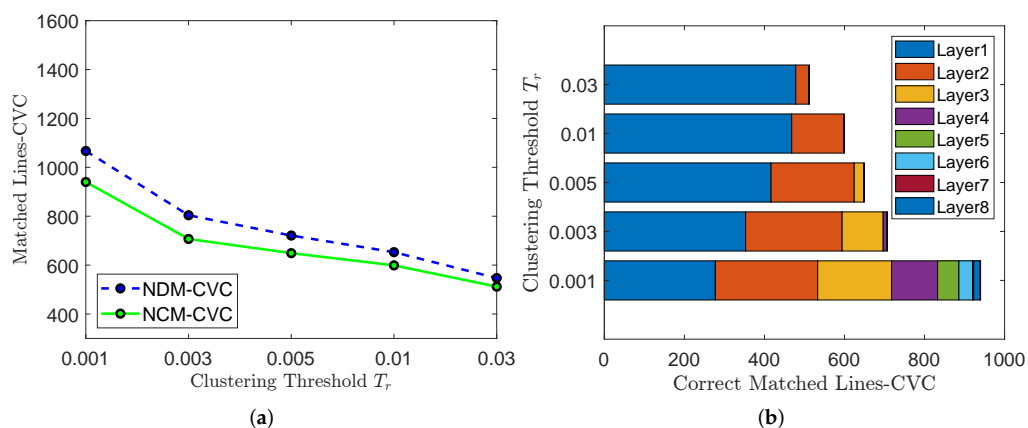 1600
1400
1200
1000
800
600
400
Matched Lines-CVC
NDM-CVC
NCM-CVC
0.001 0.003 0.005 0.01 0.03
Clustering Threshold T_r
(a)
Clustering Threshold T_r
0.03
0.01
0.005
0.003
0.001
Layer1
Layer2
Layer3
Layer4
Layer5
Layer6
Layer7
Layer8
0 200 400 600 800 1000
Correct Matched Lines-CVC
(b)